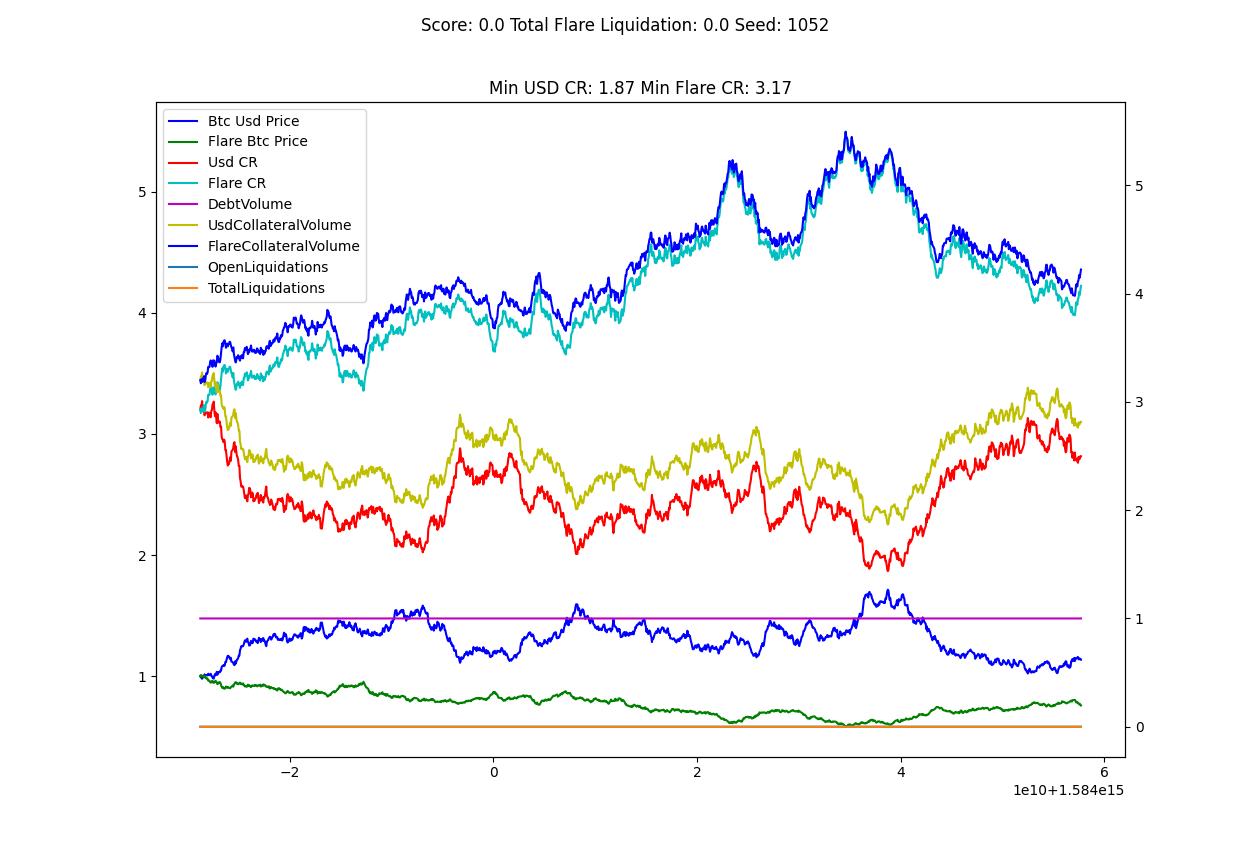 Score: 0.0 Total Flare Liquidation: 0.0 Seed: 1052
Min USD CR: 1.87 Min Flare CR: 3.17
Btc Usd Price
Flare Btc Price
Usd CR
Flare CR
DebtVolume
UsdCollateralVolume
FlareCollateralVolume
OpenLiquidations
TotalLiquidations
5
4
3
2
1
5
4
3
2
1
0
−2
0
2
4
6
1e10+1.584e15